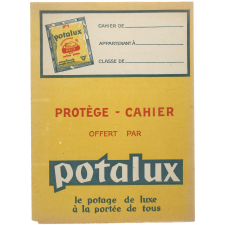 CAHIER DE
APPARTENANT À
CLASSE DE
potalux
PROTÈGE - CAHIER
OFFERT PAR
potalux
le potage de luxe
à la portée de tous